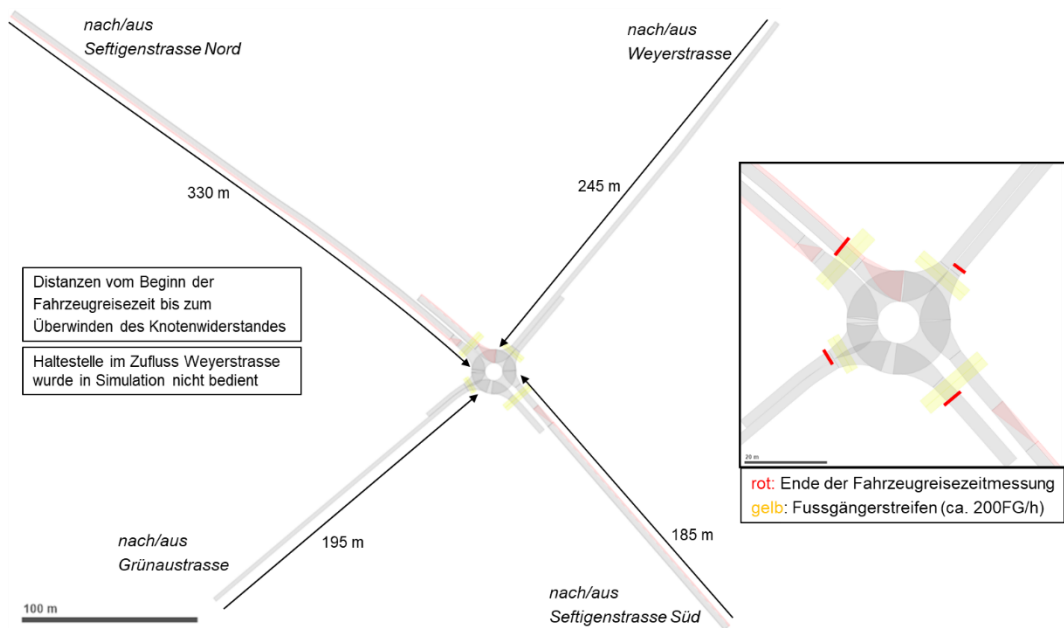 nach/aus
Seftigenstrasse Nord
nach/aus
Weyerstrasse
330 m
245 m
Distanzen vom Beginn der
Fahrzeugreisezeit bis zum
Überwinden des Knotenwiderstandes
Haltestelle im Zufluss Weyerstrasse
wurde in Simulation nicht bedient
20 m
rot: Ende der Fahrzeugreisezeitmessung
gelb: Fussgängerstreifen (ca. 200FG/h)
nach/aus
Grünaustrasse
195 m
185 m
nach/aus
Seftigenstrasse Süd
100 m